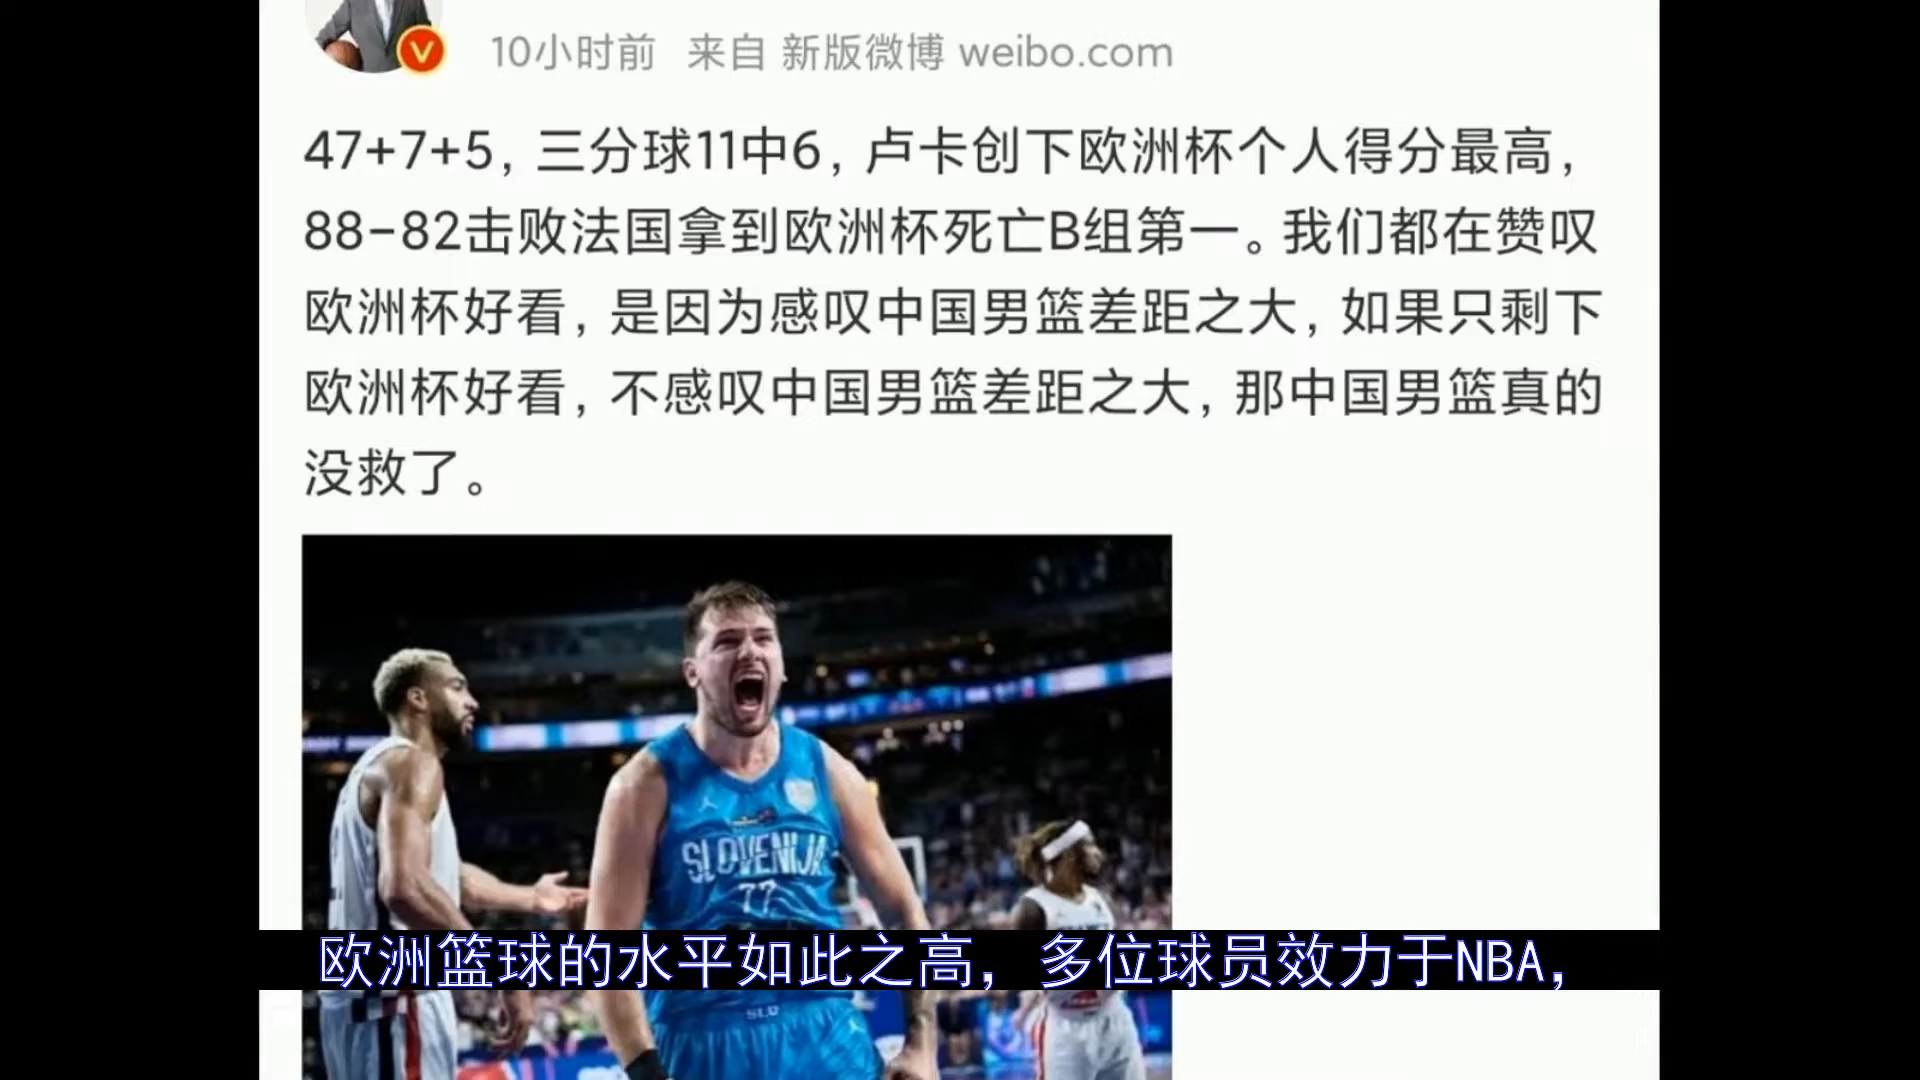 10小时前 来自 新版微博 weibo.com
47+7+5，三分球11中6，卢卡创下欧洲杯个人得分最高，
88-82击败法国拿到欧洲杯死亡B组第一。我们都在赞叹
欧洲杯好看，是因为感叹中国男篮差距之大，如果只剩下
欧洲杯好看，不感叹中国男篮差距之大，那中国男篮真的
没救了。
SLOVENIJA
77
欧洲篮球的水平如此之高，多位球员效力于NBA，
SLO